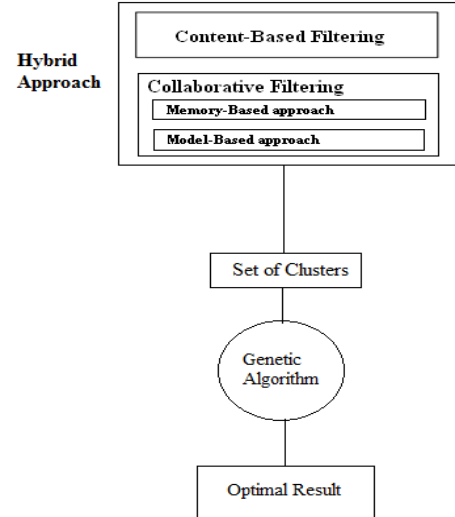 Content-Based Filtering
Hybrid
Approach
Collaborative Filtering
Memory-Based approach
Model-Based approach
Set of Clusters
Genetic
Algorithm
Optimal Result